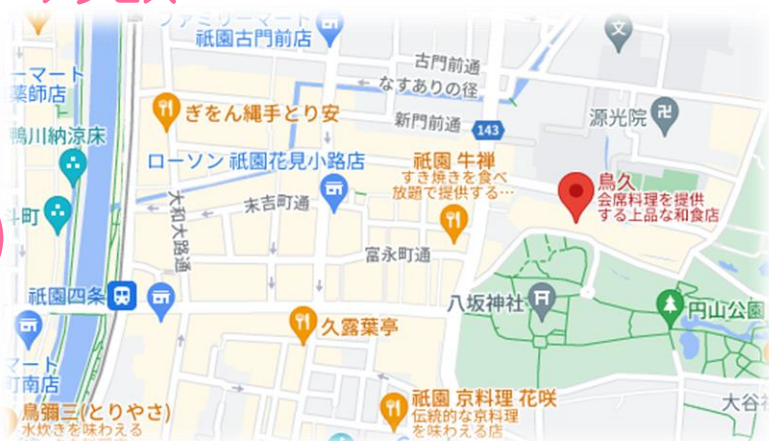 アクセス
ファミリーマート
祇園古門前店
文
古門前通
なすありの径
ーマート
薬師店
ぎをん縄手とり安
新門前通
143
源光院
鴨川納涼床
ローソン 祇園花見小路店
祇園 牛禅
すき焼きを食べ
放題で提供する…
鳥久
会席料理を提供
する上品な和食店
末吉町通
斗町
大和大路通
富永町通
祇園四条
八坂神社
円山公園
久露葉亭
マート
町南店
祇園 京料理 花咲
伝統的な京料理
を味わえる店
大谷祖
鳥彌三(とりやさ)
水炊きを味わえる